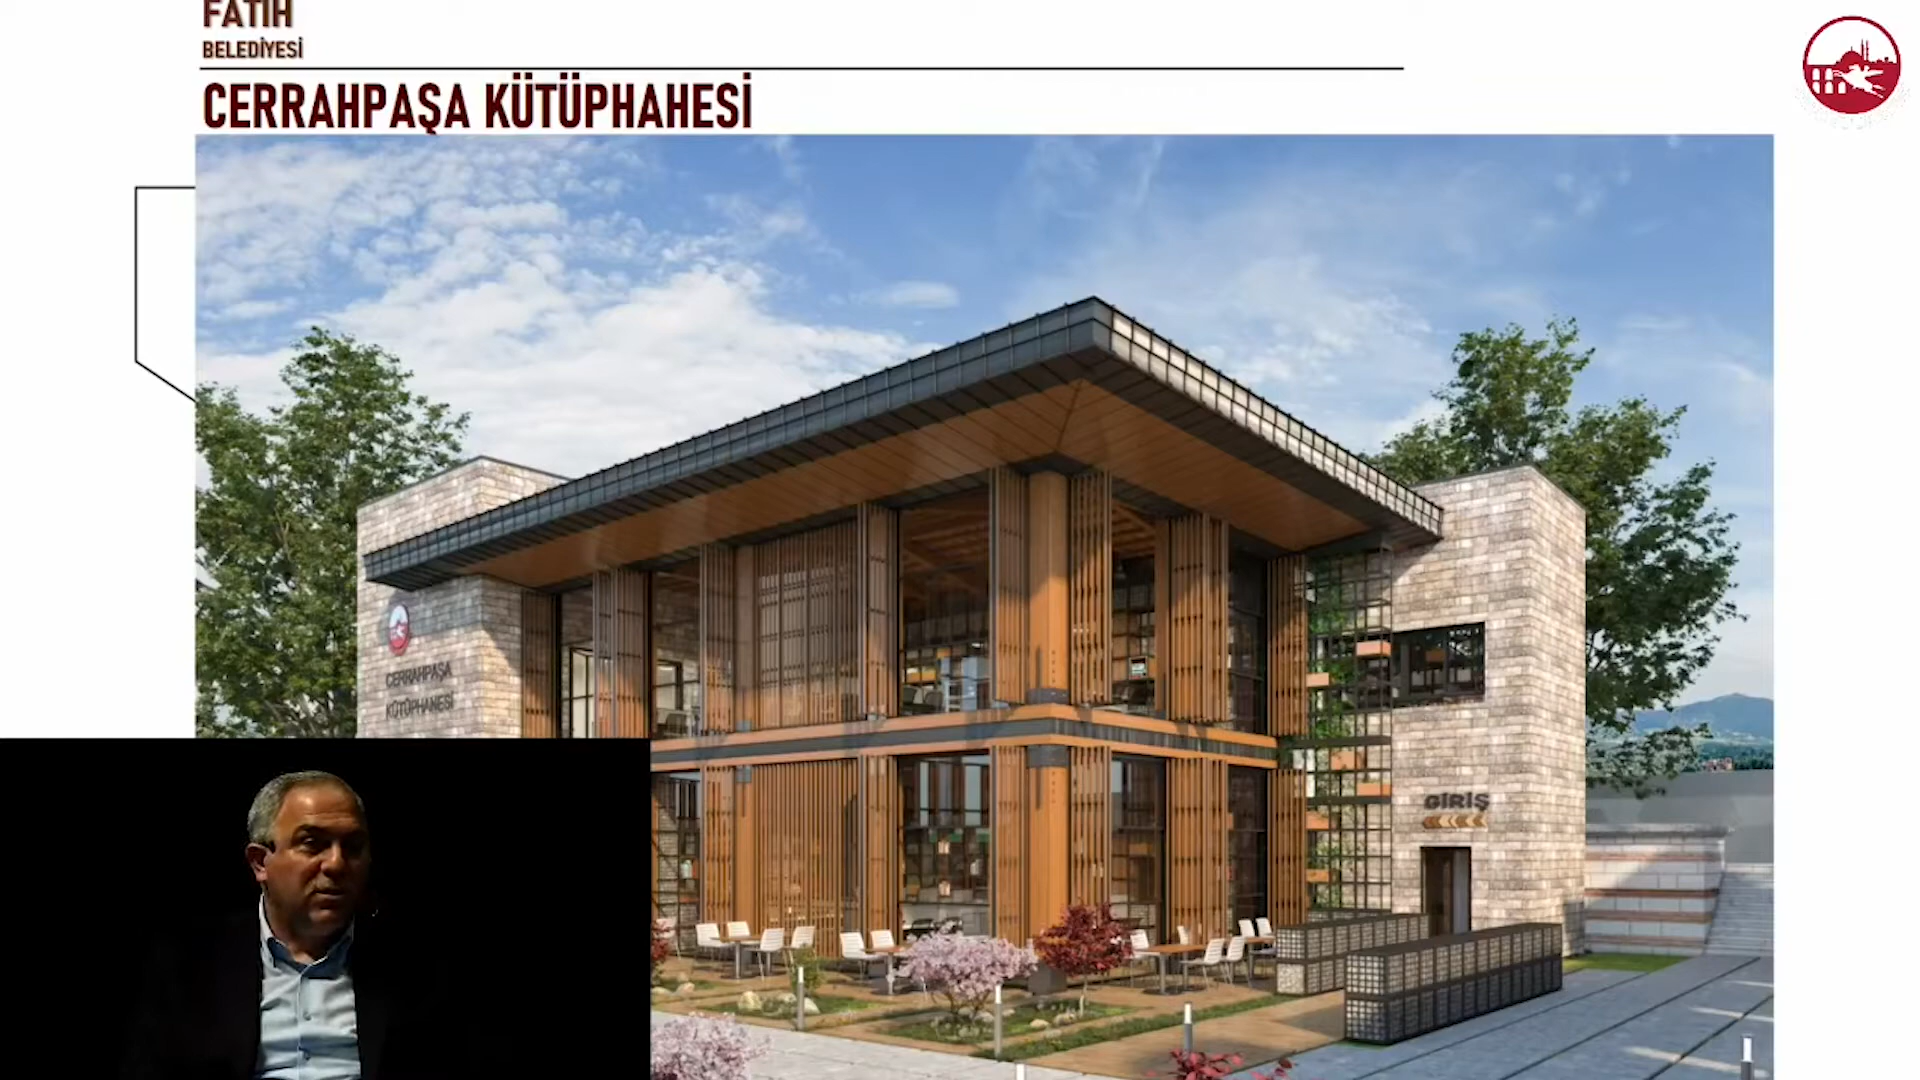 FATİH
BELEDİYESİ
CERRAHPAŞA KÜTÜPHAHESİ
CERRAHPAŞA
KÜTÜPHANESİ
GİRİŞ